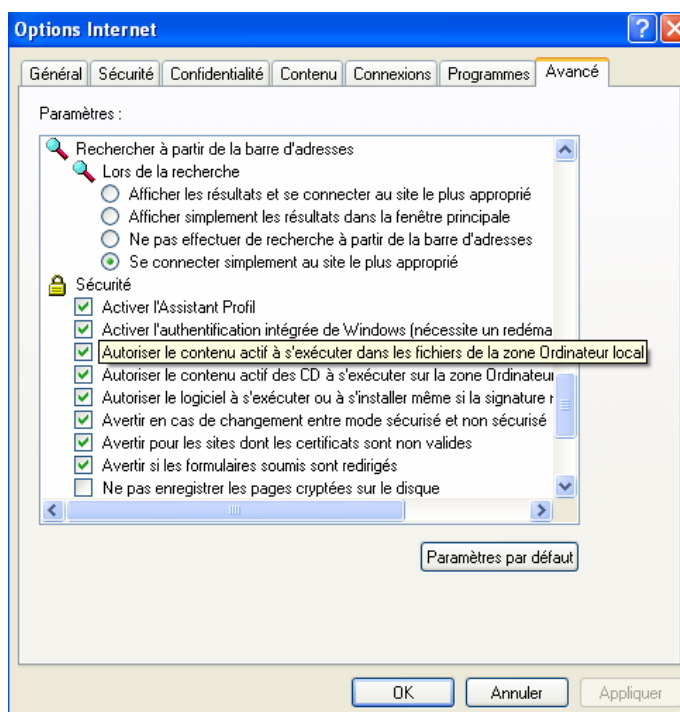 Options Internet
Général Sécurité Confidentialité Contenu Connexions Programmes Avancé
Paramètres :
Rechercher à partir de la barre d'adresses
Lors de la recherche
Afficher les résultats et se connecter au site le plus approprié
Afficher simplement les résultats dans la fenêtre principale
Ne pas effectuer de recherche à partir de la barre d'adresses
Se connecter simplement au site le plus approprié
Sécurité
Activer l'Assistant Profil
Activer l'authentification intégrée de Windows (nécessite un redéma
Autoriser le contenu actif à s'exécuter dans les fichiers de la zone Ordinateur local
Autoriser le contenu actif des CD à s'exécuter sur la zone Ordinateur
Autoriser le logiciel à s'exécuter ou à s'installer même si la signature
Avertir en cas de changement entre mode sécurisé et non sécurisé
Avertir pour les sites dont les certificats sont non valides
Avertir si les formulaires soumis sont redirigés
Ne pas enregistrer les pages cryptées sur le disque
Paramètres par défaut
OK Annuler Appliquer